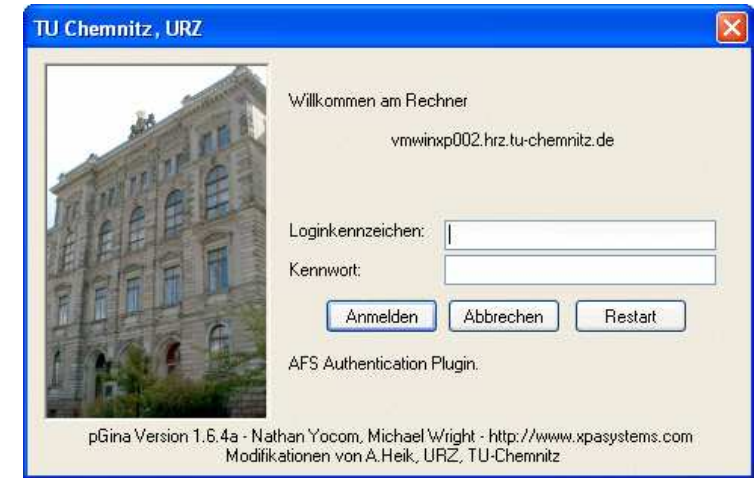 TU Chemnitz, URZ
Willkommen am Rechner
vmwinxp002.hrz.tu-chemnitz.de
Loginkennzeichen:
Kennwort:
Anmelden Abbrechen Restart
AFS Authentication Plugin.
pGina Version 1.6.4a - Nathan Yocom, Michael Wright - http://www.xpasystems.com
Modifikationen von A.Heik, URZ, TU-Chemnitz